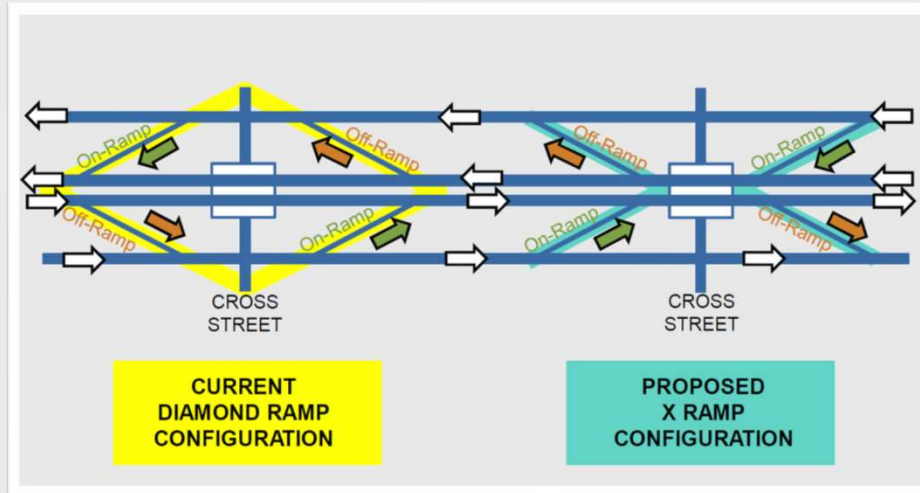 On-Ramp
Off-Ramp
Off-Ramp
On-Ramp
Off-Ramp
On-Ramp
On-Ramp
Off-Ramp
CROSS
STREET
CROSS
STREET
CURRENT
DIAMOND RAMP
CONFIGURATION
PROPOSED
X RAMP
CONFIGURATION